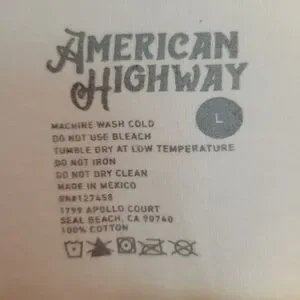 AMERICAN
HIGHWAY
L
MACHINE WASH COLD
DO NOT USE BLEACH
TUMBLE DRY AT LOW TEMPERATURE
DO NOT IRON
DO NOT DRY CLEAN
MADE IN MEXICO
RN#127458
1799 APOLLO COURT
SEAL BEACH, CA 90740
100% COTTON